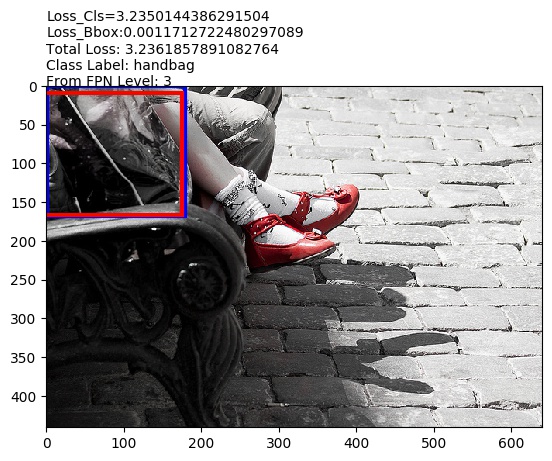 Loss_Cls=3.2350144386291504
Loss_Bbox:0.0011712722480297089
Total Loss: 3.2361857891082764
Class Label: handbag
From FPN Level: 3
0
50
100
150
200
250
300
350
400
0 100 200 300 400 500 600